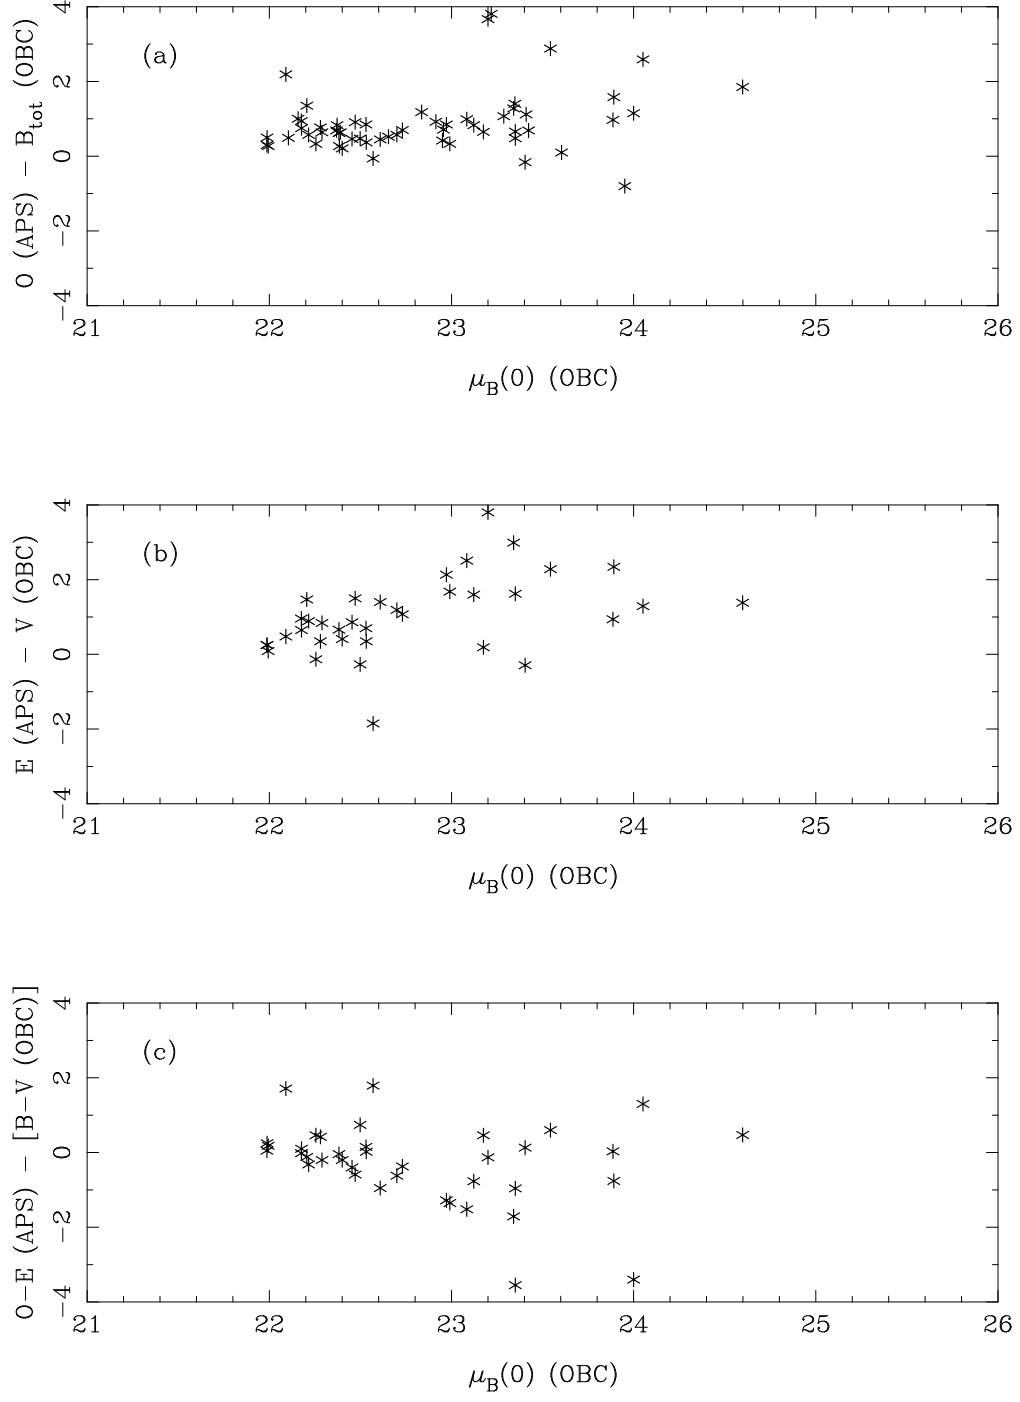 4
2
0
−2
−4
O (APS) − B_tot (OBC)
(a)
21 22 23 24 25 26
μ_B(0) (OBC)
4
2
0
−2
−4
E (APS) − V (OBC)
(b)
21 22 23 24 25 26
μ_B(0) (OBC)
4
2
0
−2
−4
O−E (APS) − [B−V (OBC)]
(c)
21 22 23 24 25 26
μ_B(0) (OBC)